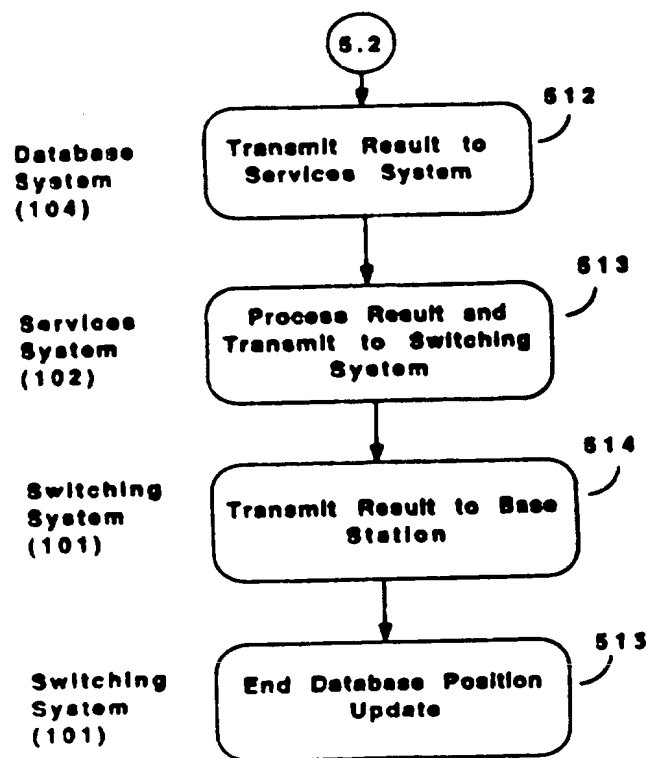 5.2
512
Database
System
(104)
Transmit Result to
Services System
513
Services
System
(102)
Process Result and
Transmit to Switching
System
514
Switching
System
(101)
Transmit Result to Base
Station
513
Switching
System
(101)
End Database Position
Update